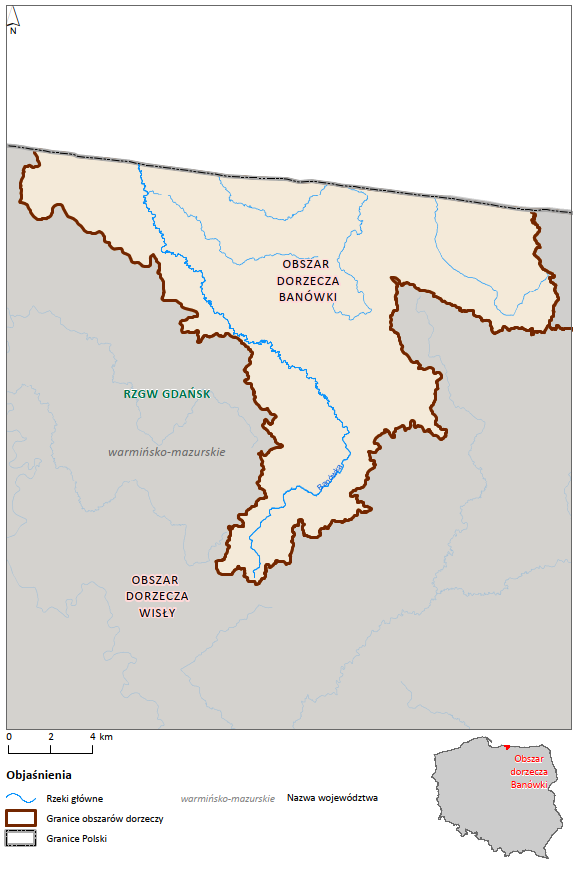 N
OBSZAR
DORZECZA
BANÓWKI
RZGW GDAŃSK
warmińsko-mazurskie
Banówka
OBSZAR
DORZECZA
WISŁY
0 2 4 km
Objaśnienia
Rzeki główne
warmińsko-mazurskie Nazwa województwa
Granice obszarów dorzeczy
Granice Polski
Obszar
dorzecza
Banówki